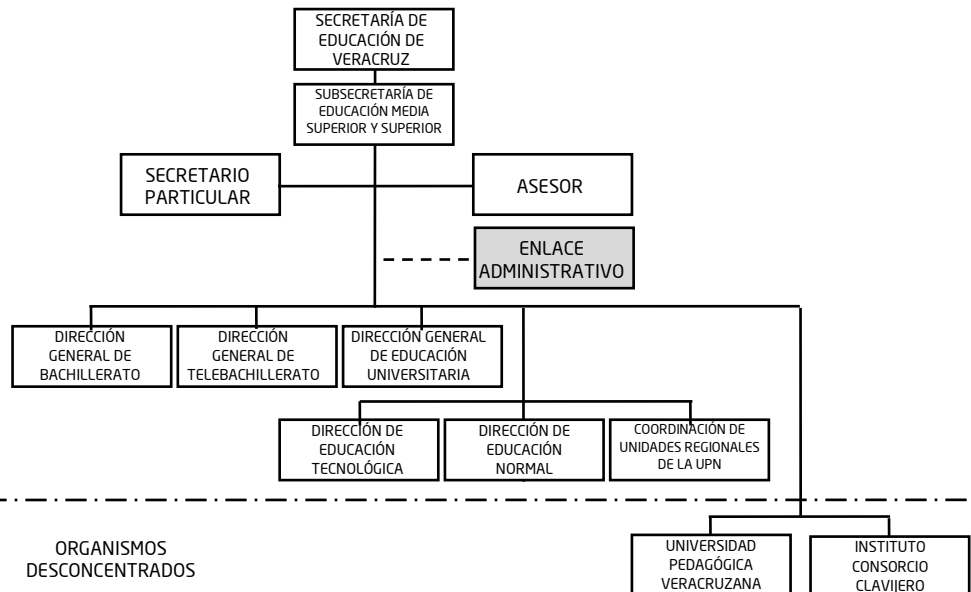 SECRETARÍA DE
EDUCACIÓN DE
VERACRUZ
SUBSECRETARÍA DE
EDUCACIÓN MEDIA
SUPERIOR Y SUPERIOR
SECRETARIO
PARTICULAR
ASESOR
ENLACE
ADMINISTRATIVO
DIRECCIÓN
GENERAL DE
BACHILLERATO
DIRECCIÓN
GENERAL DE
TELEBACHILLERATO
DIRECCIÓN GENERAL
DE EDUCACIÓN
UNIVERSITARIA
DIRECCIÓN DE
EDUCACIÓN
TECNOLÓGICA
DIRECCIÓN DE
EDUCACIÓN
NORMAL
COORDINACIÓN DE
UNIDADES REGIONALES
DE LA UPN
ORGANISMOS
DESCONCENTRADOS
UNIVERSIDAD
PEDAGÓGICA
VERACRUZANA
INSTITUTO
CONSORCIO
CLAVIJERO